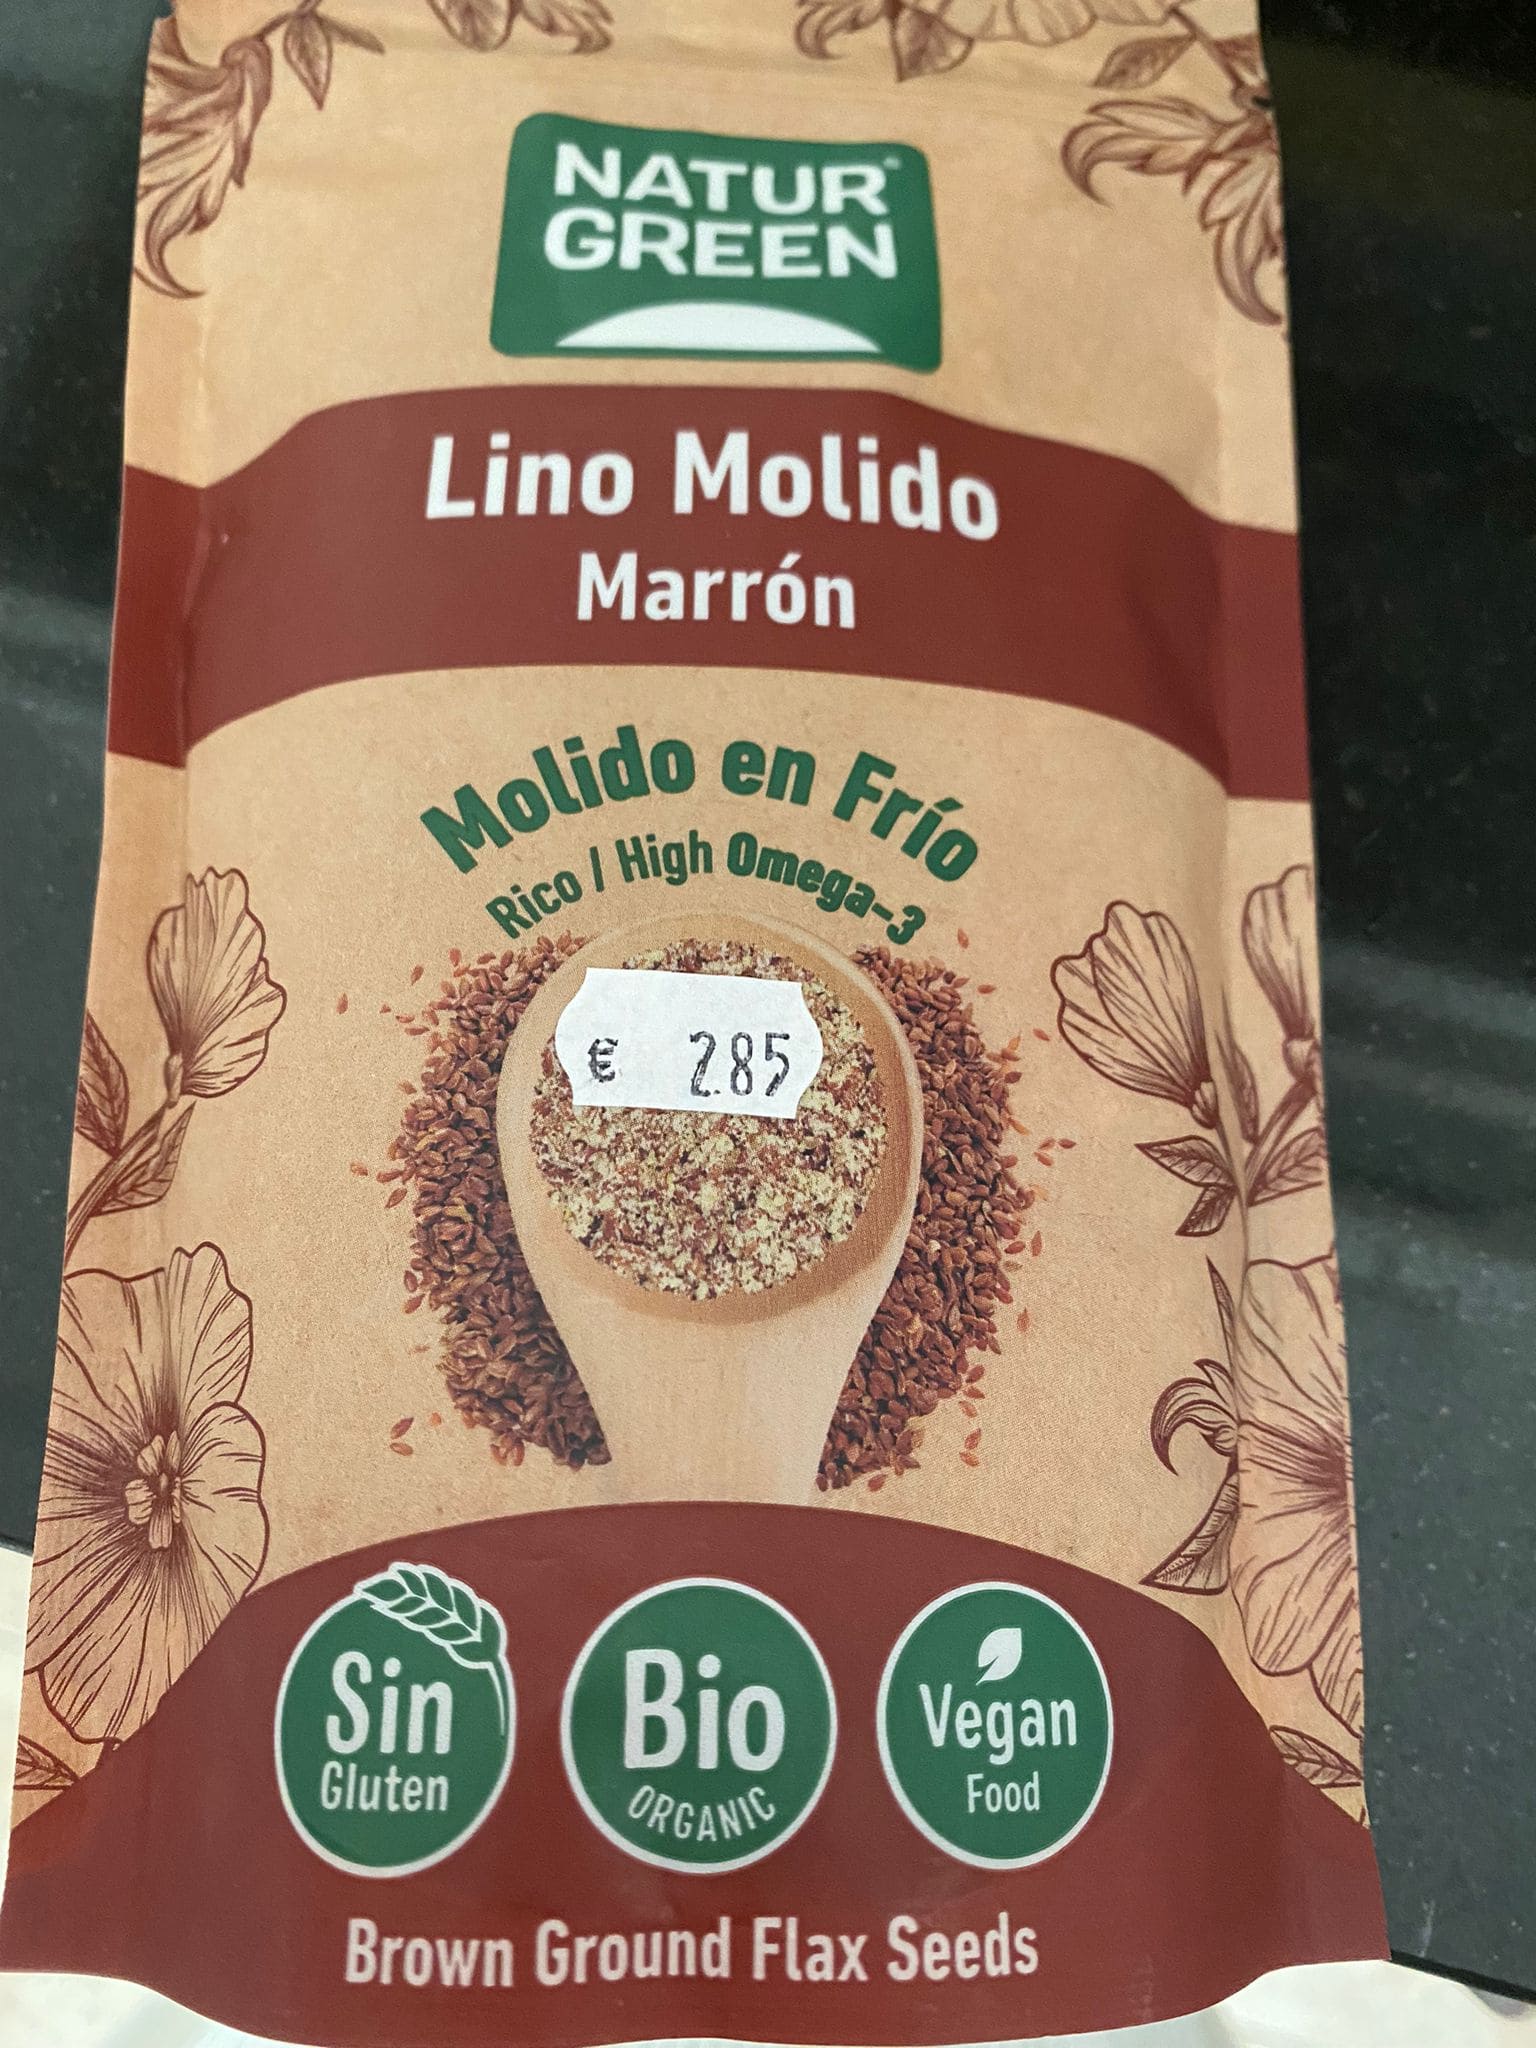 NATUR
GREEN
Lino Molido
Marrón
Molido en Frío
Rico / High Omega-3
€ 2.85
Sin
Gluten
Bio
ORGANIC
Vegan
Food
Brown Ground Flax Seeds